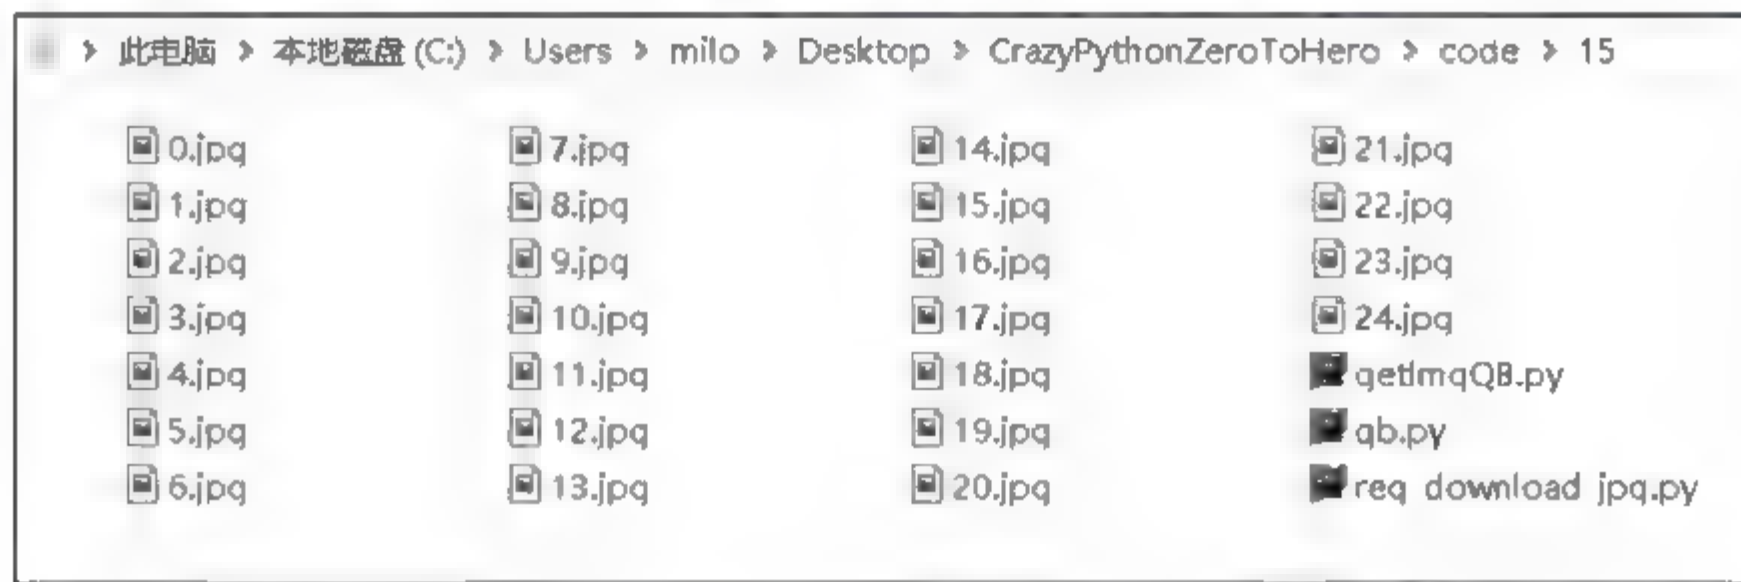 此电脑 > 本地磁盘 (C:) > Users > milo > Desktop > CrazyPythonZeroToHero > code > 15
0.jpg
1.jpg
2.jpg
3.jpg
4.jpg
5.jpg
6.jpg
7.jpg
8.jpg
9.jpg
10.jpg
11.jpg
12.jpg
13.jpg
14.jpg
15.jpg
16.jpg
17.jpg
18.jpg
19.jpg
20.jpg
21.jpg
22.jpg
23.jpg
24.jpg
getImgQB.py
qb.py
req_download_jpg.py